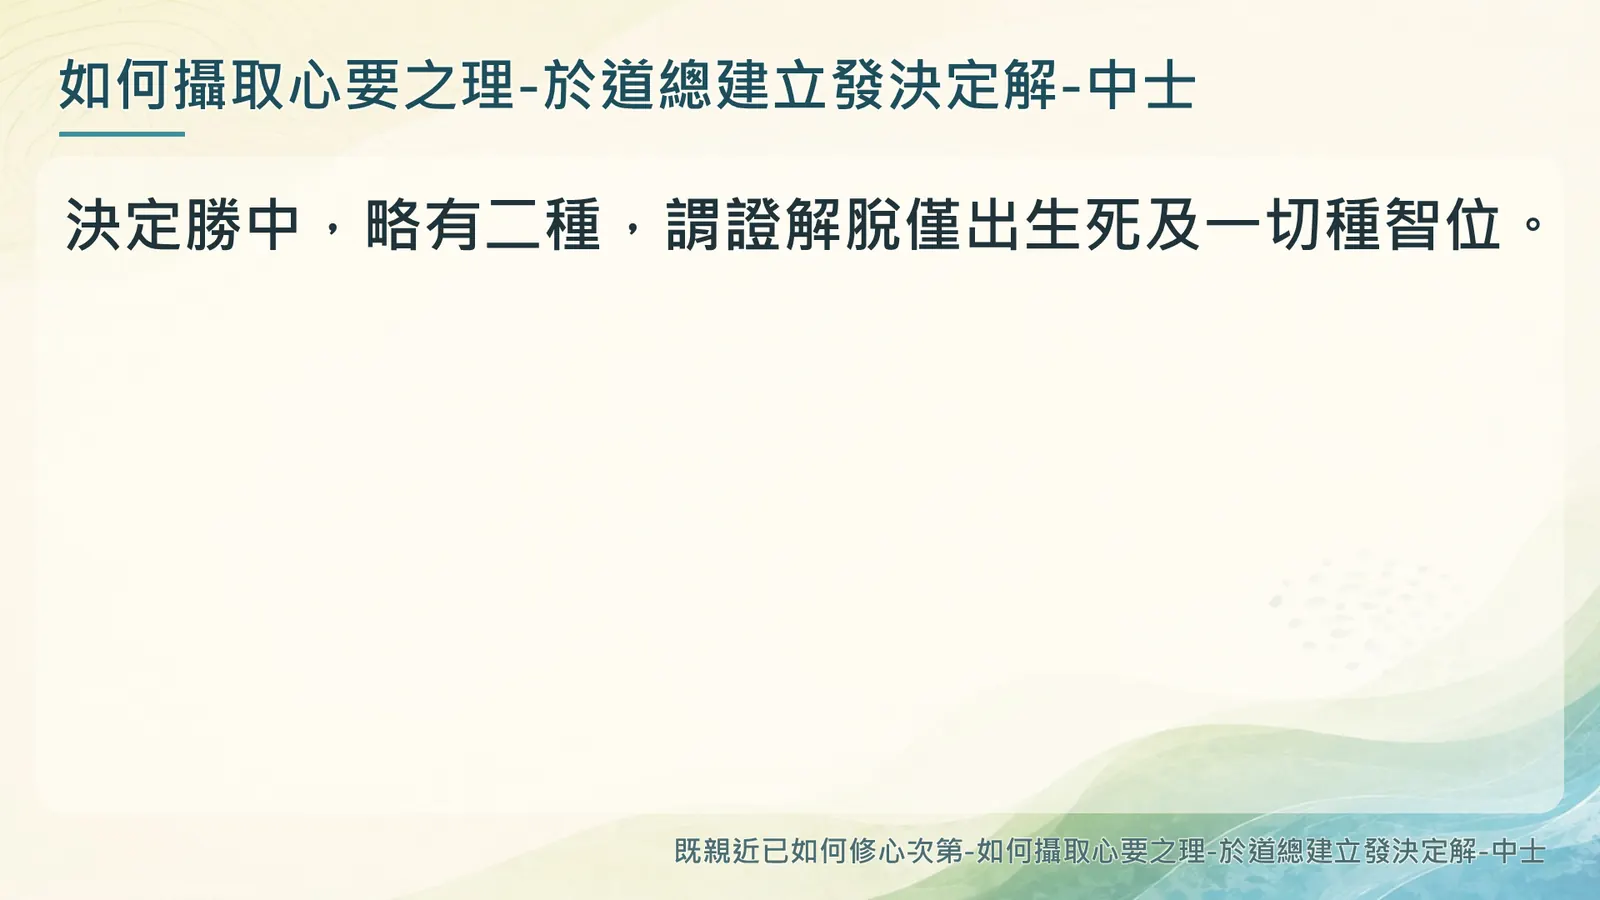 如何攝取心要之理-於道總建立發決定解-中士
決定勝中，略有二種，謂證解脫僅出生死及一切種智位。
既親近已如何修心次第-如何攝取心要之理-於道總建立發決定解-中士